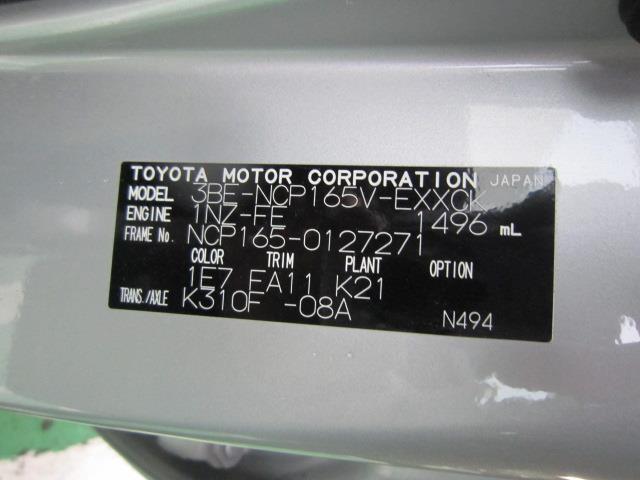 TOYOTA MOTOR CORPORATION JAPAN
MODEL 3BE-NCP165V-EXXCK
ENGINE 1NZ-FE 1496 mL
FRAME No. NCP165-0127271
COLOR TRIM PLANT OPTION
1E7 EA11 K21
TRANS./AXLE K310F -08A
N494